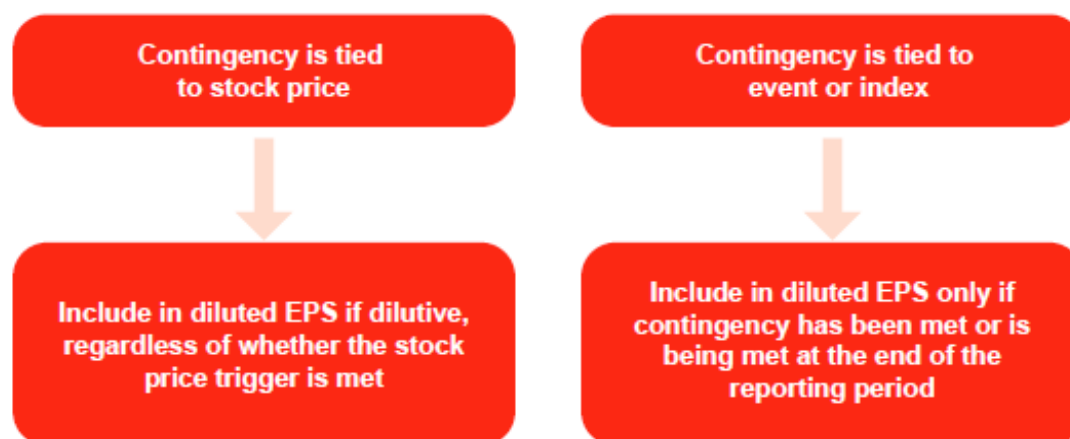 Contingency is tied
to stock price
Contingency is tied to
event or index
Include in diluted EPS if dilutive,
regardless of whether the stock
price trigger is met
Include in diluted EPS only if
contingency has been met or is
being met at the end of the
reporting period